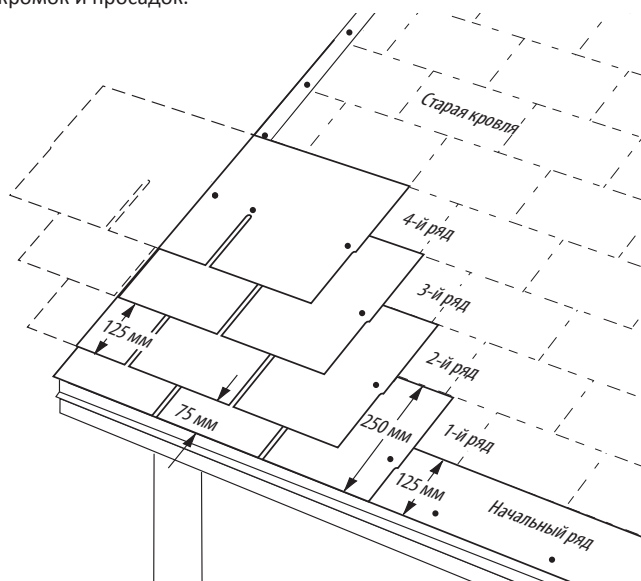 кромок и просадок.
Старая кровля
4-й ряд
3-й ряд
2-й ряд
1-й ряд
125 мм
75 мм
250 мм
125 мм
Начальный ряд